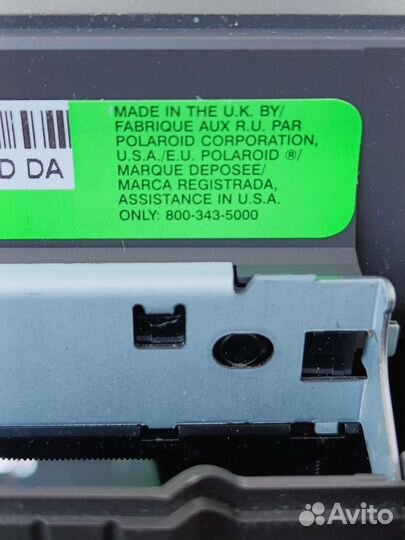 MADE IN THE U.K. BY/
FABRIQUE AUX R.U. PAR
POLAROID CORPORATION,
U.S.A./E.U. POLAROID ®/
MARQUE DEPOSEE/
MARCA REGISTRADA,
ASSISTANCE IN U.S.A.
ONLY: 800-343-5000
D DA
Avito